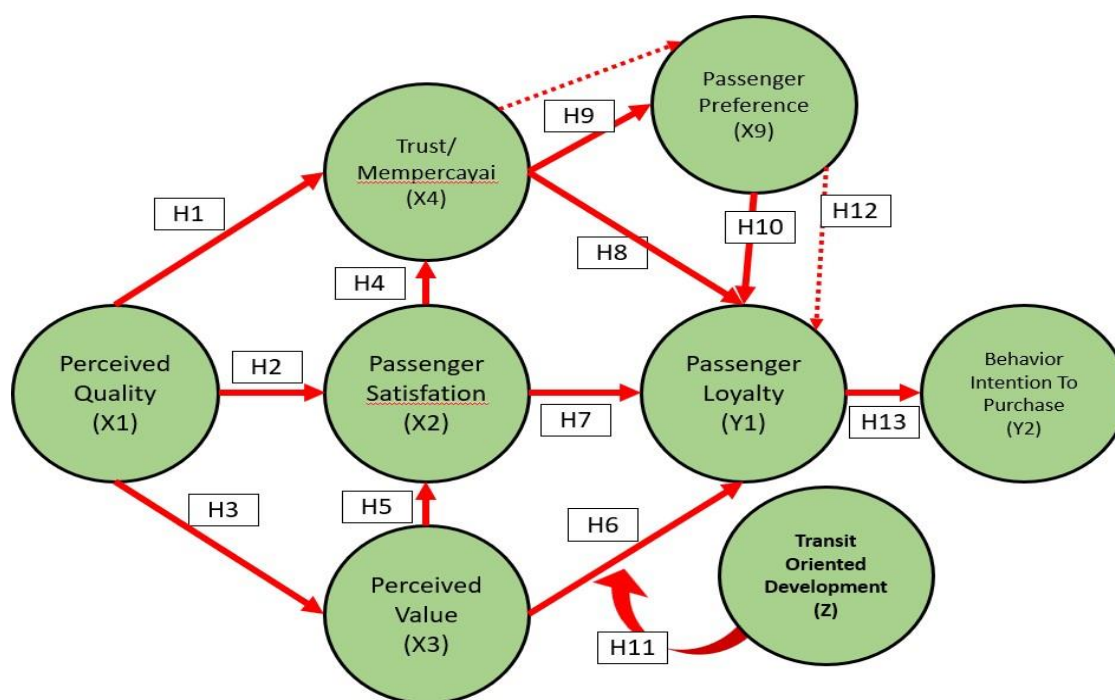 Passenger
Preference
(X9)
H9
Trust/
Mempercayai
(X4)
H1
H12
H10
H8
H4
Perceived
Quality
(X1)
H2
Passenger
Satisfation
(X2)
H7
Passenger
Loyalty
(Y1)
H13
Behavior
Intention To
Purchase
(Y2)
H3
H5
H6
Transit
Oriented
Development
(Z)
Perceived
Value
(X3)
H11